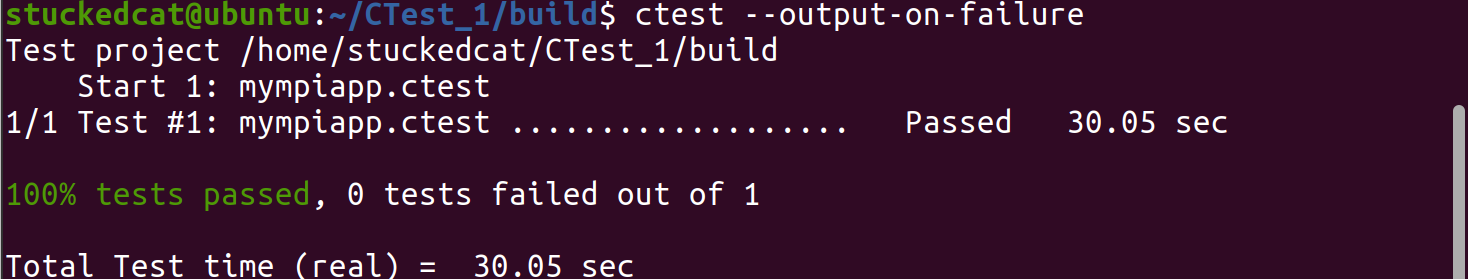 stuckedcat@ubuntu:~/CTest_1/build$ ctest --output-on-failure
Test project /home/stuckedcat/CTest_1/build
    Start 1: mympiapp.ctest
1/1 Test #1: mympiapp.ctest ...................   Passed   30.05 sec
100% tests passed, 0 tests failed out of 1
Total Test time (real) =  30.05 sec